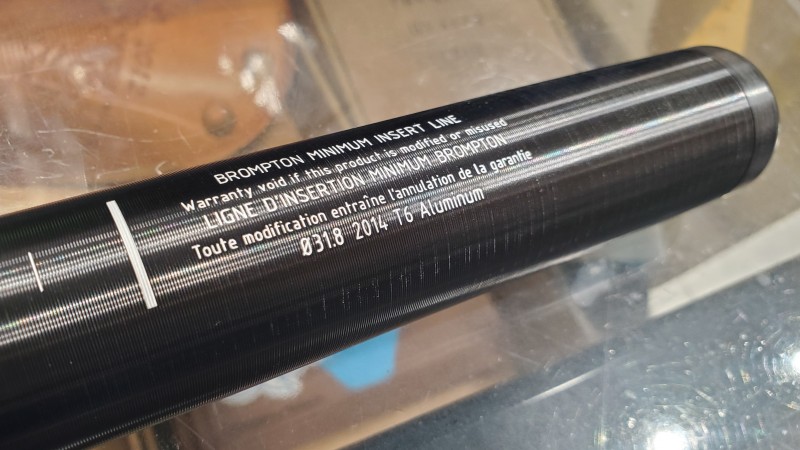 BROMPTON MINIMUM INSERT LINE
Warranty void if this product is modified or misused
LIGNE D'INSERTION MINIMUM BROMPTON
Toute modification entraîne l'annulation de la garantie
Ø31.8 2014 T6 Aluminum